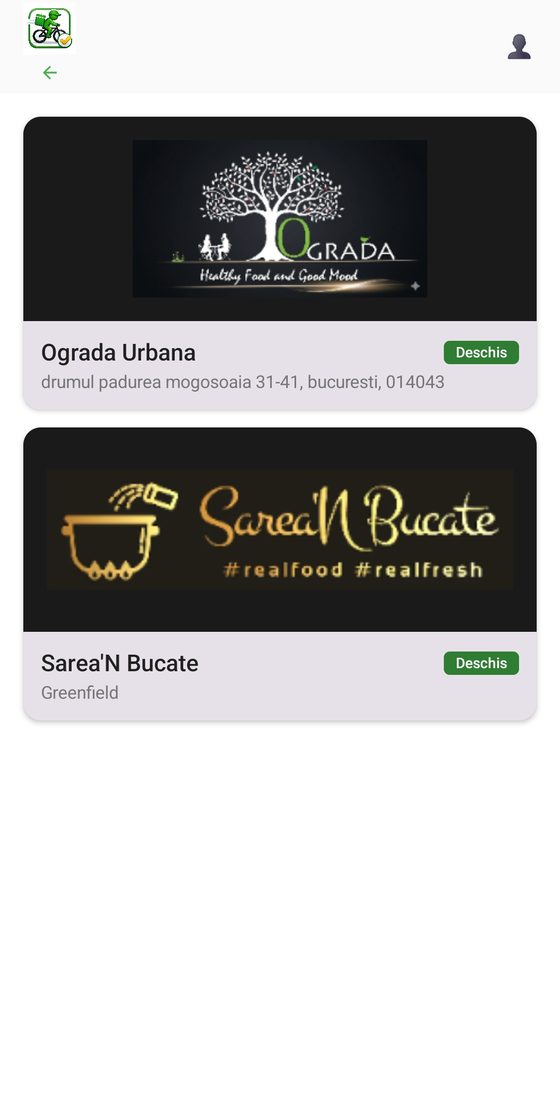 OGRADA
Healthy Food and Good Mood
Ograda Urbana
Deschis
drumul padurea mogosoaia 31-41, bucuresti, 014043
Sarea'N Bucate
#realfood #realfresh
Sarea'N Bucate
Deschis
Greenfield